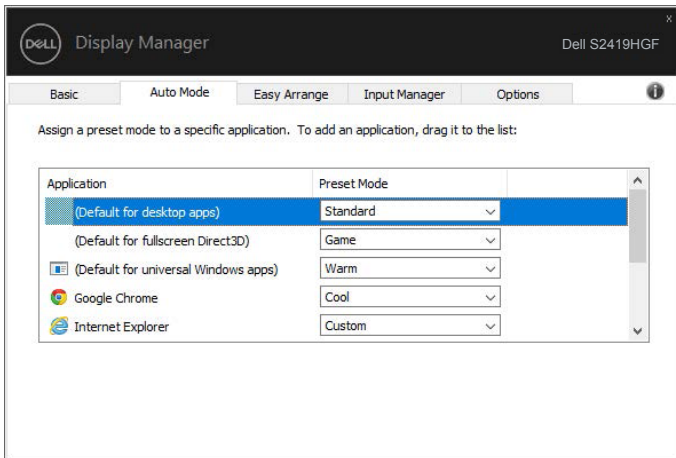 x
DELL Display Manager Dell S2419HGF
Basic Auto Mode Easy Arrange Input Manager Options i
Assign a preset mode to a specific application. To add an application, drag it to the list:
Application Preset Mode
(Default for desktop apps) Standard
(Default for fullscreen Direct3D) Game
(Default for universal Windows apps) Warm
Google Chrome Cool
Internet Explorer Custom